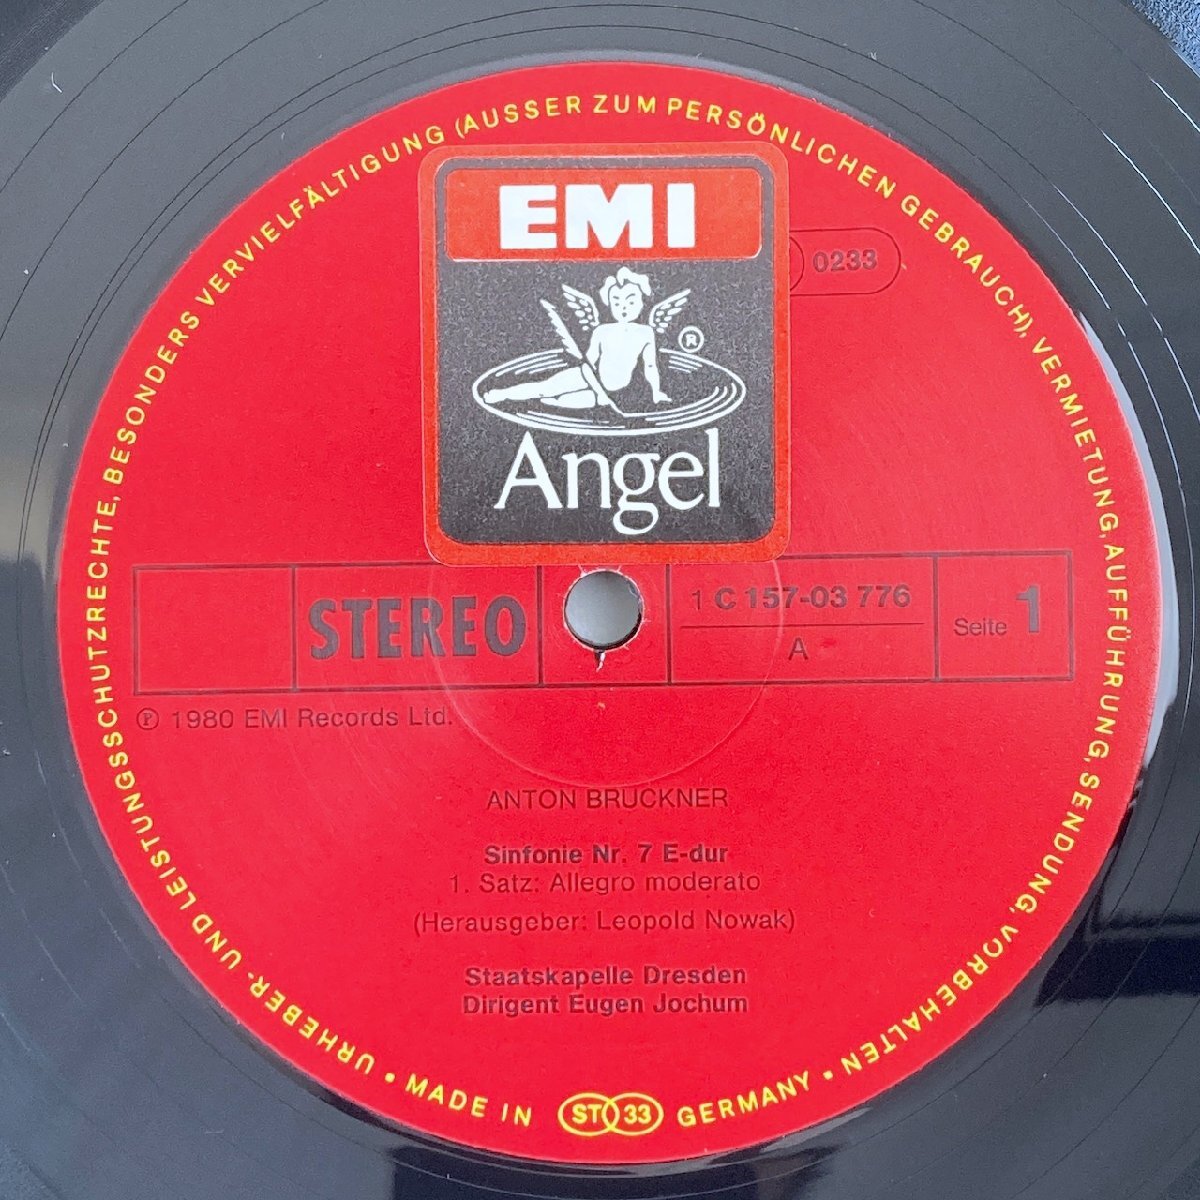 EMI
Angel
®
0233
STEREO
1 C 157-03 776
A
Seite 1
℗ 1980 EMI Records Ltd.
ANTON BRUCKNER
Sinfonie Nr. 7 E-dur
1. Satz: Allegro moderato
(Herausgeber: Leopold Nowak)
Staatskapelle Dresden
Dirigent Eugen Jochum
URHEBER- UND LEISTUNGSSCHUTZRECHTE, BESONDERS VERVIELFÄLTIGUNG (AUSSER ZUM PERSÖNLICHEN GEBRAUCH), VERMIETUNG, AUFFÜHRUNG, SENDUNG, VORBEHALTEN •
• MADE IN ST 33 GERMANY